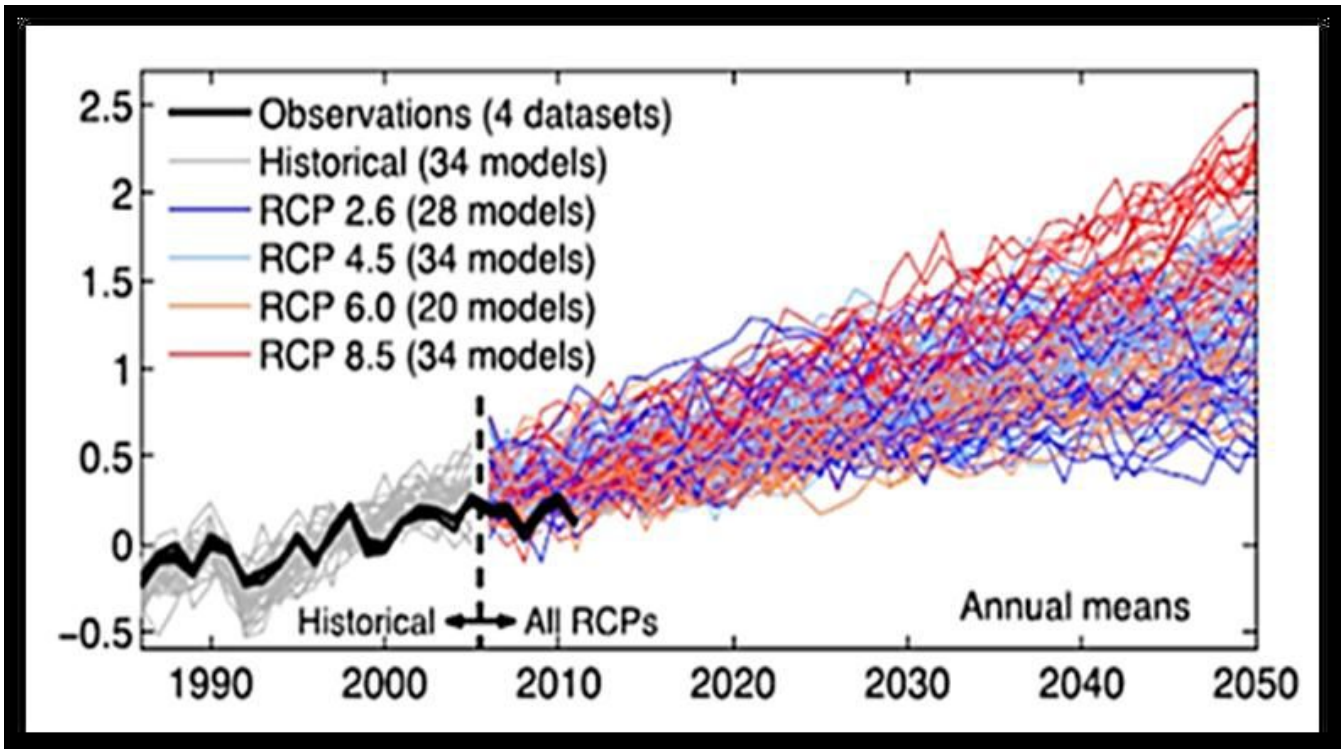 2.5
2
1.5
1
0.5
0
−0.5
Observations (4 datasets)
Historical (34 models)
RCP 2.6 (28 models)
RCP 4.5 (34 models)
RCP 6.0 (20 models)
RCP 8.5 (34 models)
Historical
All RCPs
Annual means
1990 2000 2010 2020 2030 2040 2050